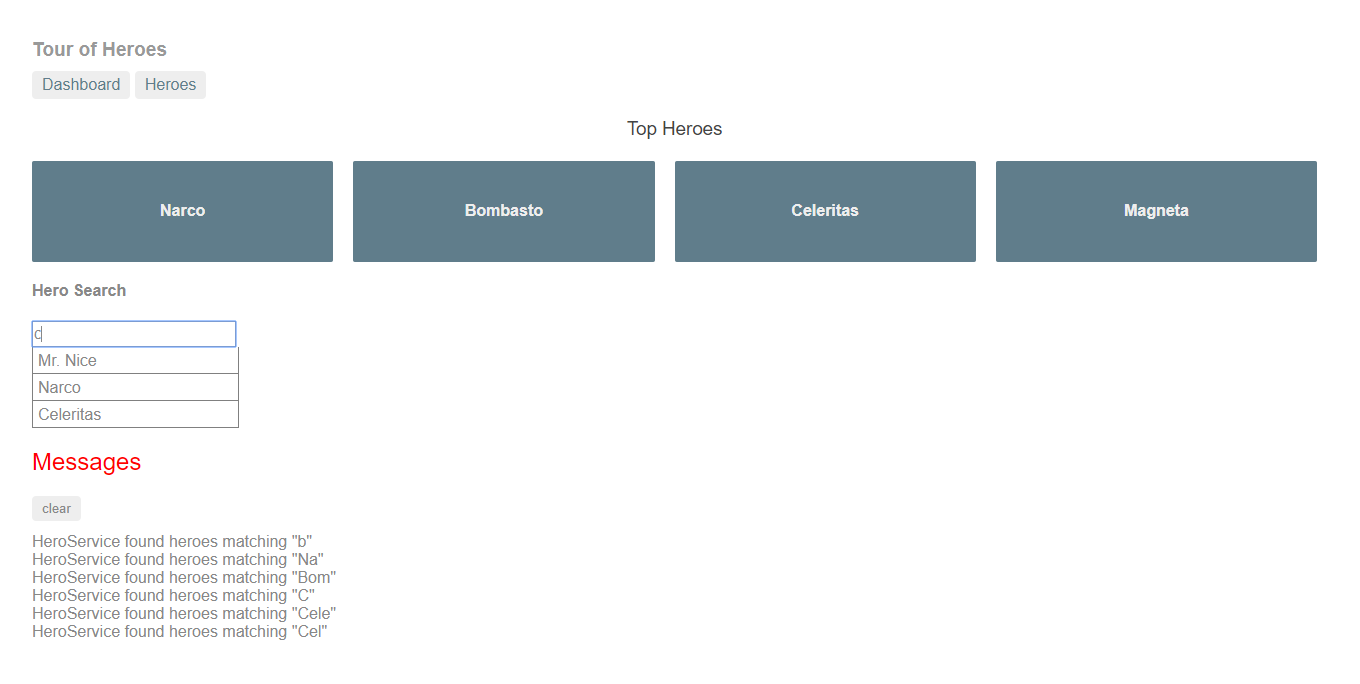 Tour of Heroes
Dashboard Heroes
Top Heroes
Narco Bombasto Celeritas Magneta
Hero Search
c
Mr. Nice
Narco
Celeritas
Messages
clear
HeroService found heroes matching "b"
HeroService found heroes matching "Na"
HeroService found heroes matching "Bom"
HeroService found heroes matching "C"
HeroService found heroes matching "Cele"
HeroService found heroes matching "Cel"